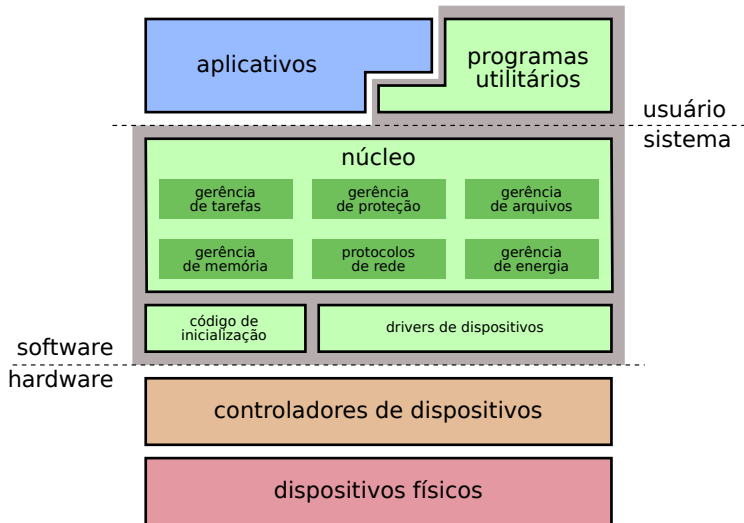 aplicativos
programas
utilitários
usuário
sistema
núcleo
gerência
de tarefas
gerência
de proteção
gerência
de arquivos
gerência
de memória
protocolos
de rede
gerência
de energia
código de
inicialização
drivers de dispositivos
software
hardware
controladores de dispositivos
dispositivos físicos